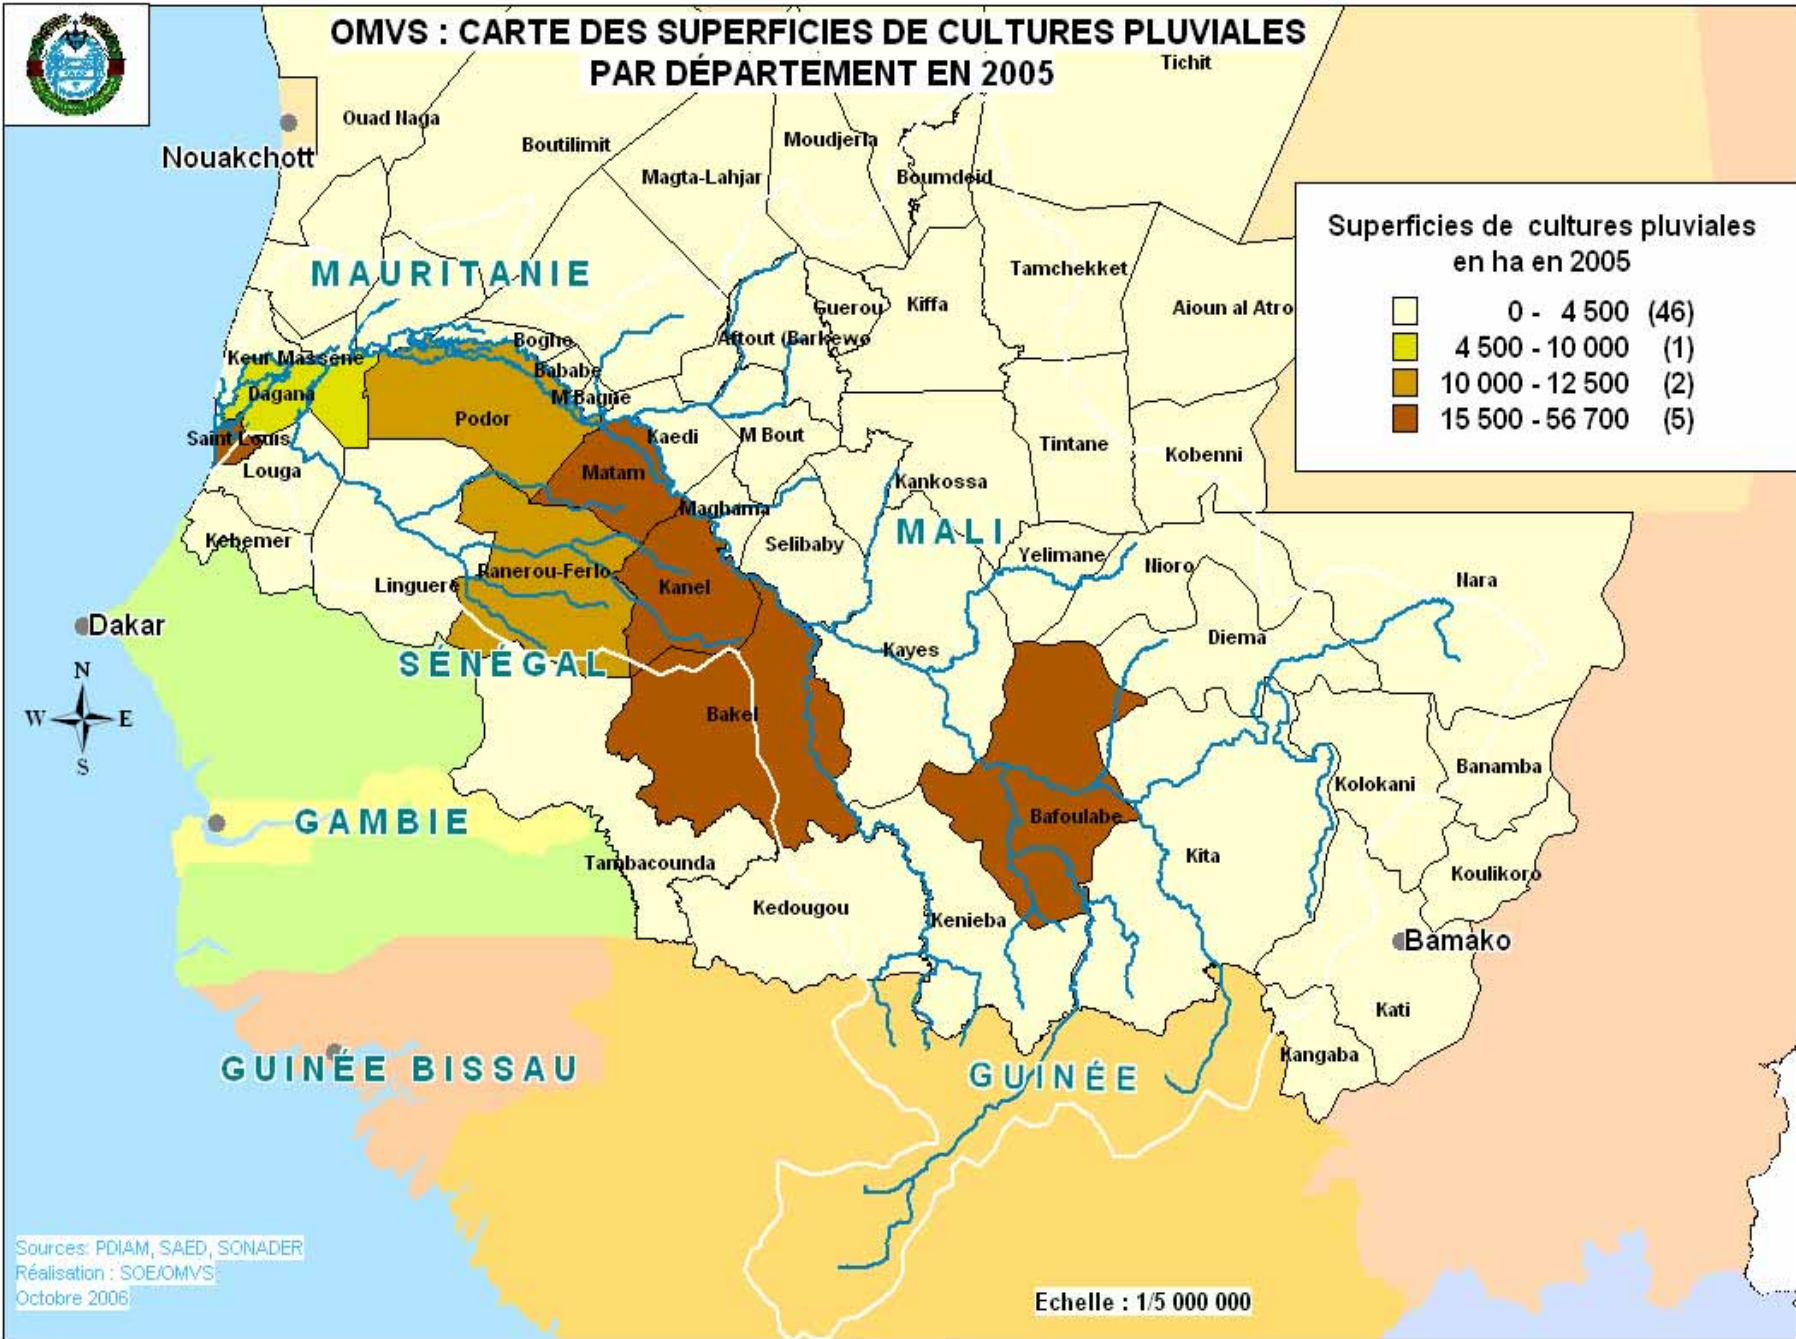 OMVS : CARTE DES SUPERFICIES DE CULTURES PLUVIALES
PAR DÉPARTEMENT EN 2005
Tichit
Ouad Naga
Nouakchott
Boutilimit
Moudjeria
Magta-Lahjar
Boumdeid
Superficies de cultures pluviales
en ha en 2005
0 - 4 500 (46)
4 500 - 10 000 (1)
10 000 - 12 500 (2)
15 500 - 56 700 (5)
MAURITANIE
Tamchekket
Guerou
Kiffa
Aioun al Atro
Keur Massene
Boghe
Aftout (Barkewo
Bababe
Dagana
M Bagne
Podor
Saint Louis
Kaedi
M Bout
Tintane
Kobenni
Louga
Matam
Kankossa
Maghama
MALI
Kebemer
Selibaby
Yelimane
Nioro
Nara
Linguere
Ranerou-Ferlo
Kanel
Dakar
Diema
Kayes
SÉNÉGAL
N
W E
S
Bakel
Banamba
Kolokani
GAMBIE
Bafoulabe
Kita
Tambacounda
Koulikoro
Kedougou
Kenieba
Bamako
Kati
Kangaba
GUINÉE BISSAU
GUINÉE
Sources: PDIAM, SAED, SONADER
Réalisation : SOE/OMVS
Octobre 2006
Echelle : 1/5 000 000